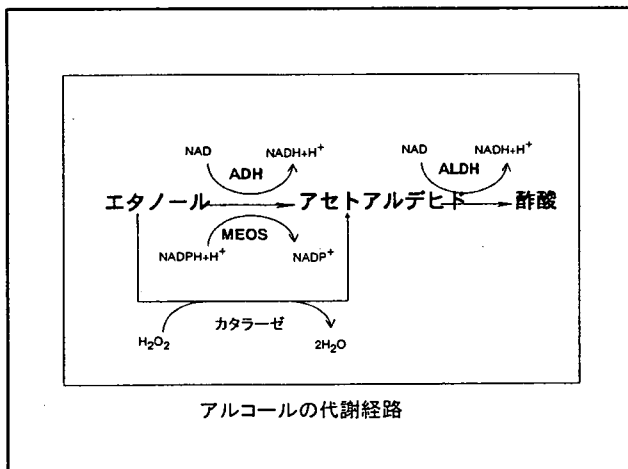 NAD NADH+H⁺ NAD NADH+H⁺
ADH ALDH
エタノール アセトアルデヒド 酢酸
MEOS
NADPH+H⁺ NADP⁺
カタラーゼ
H₂O₂ 2H₂O
アルコールの代謝経路